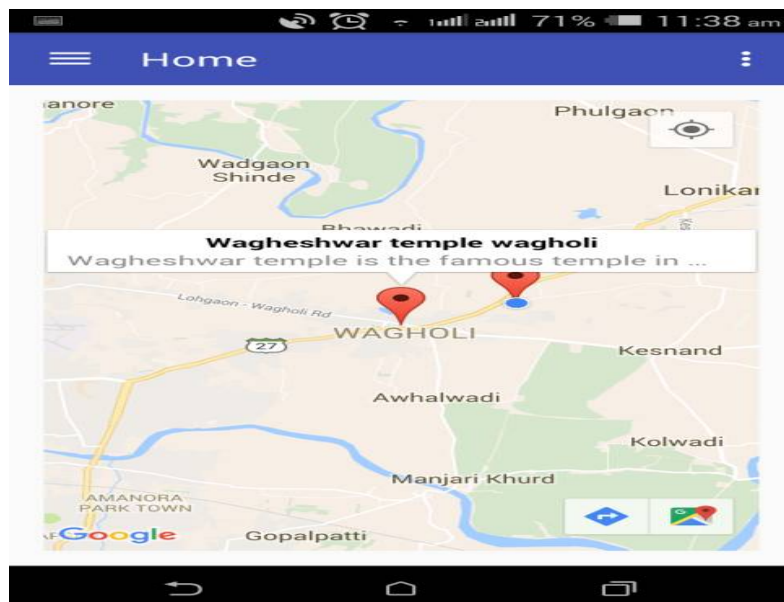 71% 11:38 am
Home
anore
Phulgaon
Wadgaon
Shinde
Lonikar
Bhawadi
Wagheshwar temple wagholi
Wagheshwar temple is the famous temple in ...
Lohgaon - Wagholi Rd
WAGHOLI
27
Kesnand
Awhalwadi
Kolwadi
Manjari Khurd
AMANORA
PARK TOWN
Google
Gopalpatti